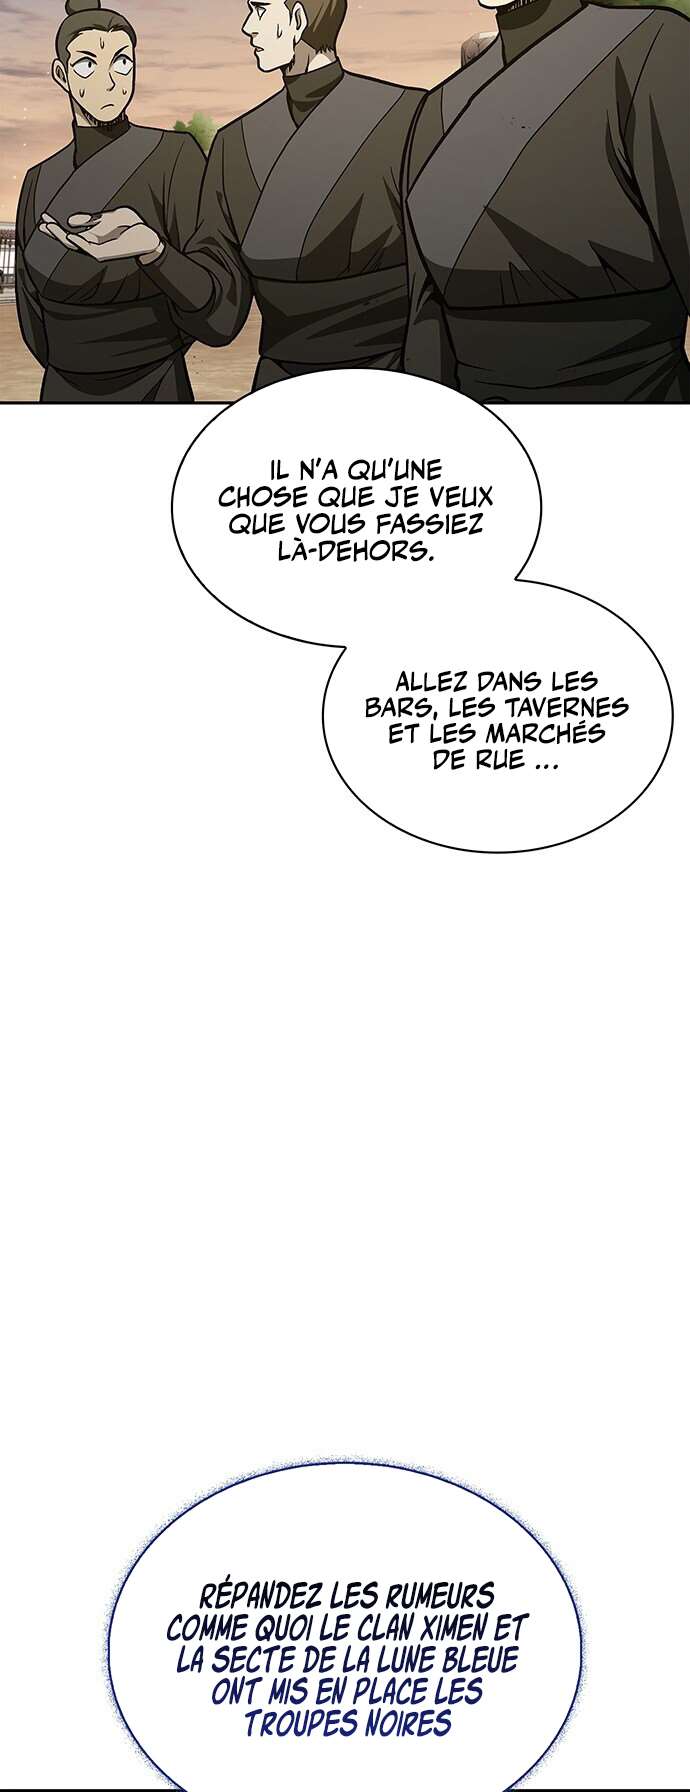 IL N'A QU'UNE
CHOSE QUE JE VEUX
QUE VOUS FASSIEZ
LÀ-DEHORS.
ALLEZ DANS LES
BARS, LES TAVERNES
ET LES MARCHÉS
DE RUE ...
RÉPANDEZ LES RUMEURS
COMME QUOI LE CLAN XIMEN ET
LA SECTE DE LA LUNE BLEUE
ONT MIS EN PLACE LES
TROUPES NOIRES